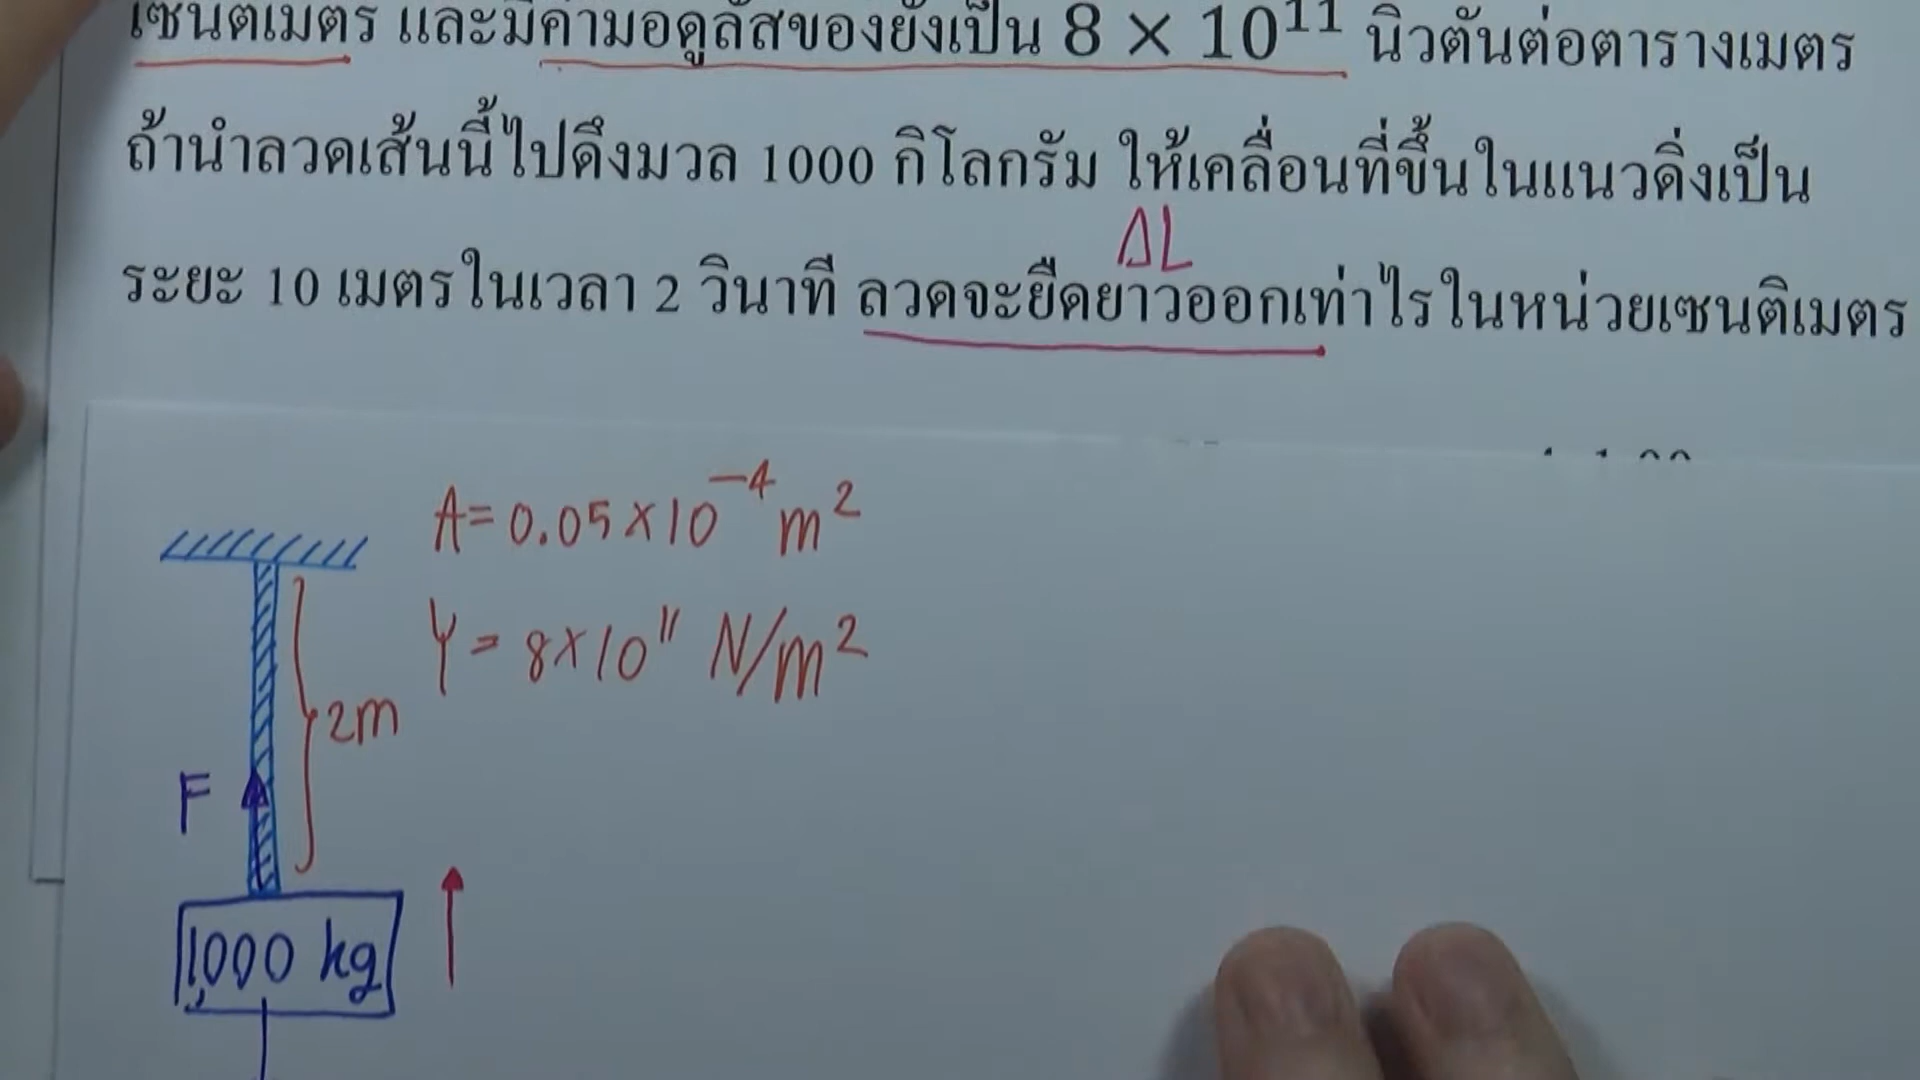 เซนตเมตร และมีค่ามอดูลัสของยังเป็น 8 × 10¹¹ นิวตันต่อตารางเมตร
ถ้านำลวดเส้นนี้ไปดึงมวล 1000 กิโลกรัม ให้เคลื่อนที่ขึ้นในแนวดิ่งเป็น
ΔL
ระยะ 10 เมตรในเวลา 2 วินาที ลวดจะยืดยาวออกเท่าไรในหน่วยเซนติเมตร
A = 0.05 × 10⁻⁴ m²
Y = 8 × 10¹¹ N/m²
2m
F
1,000 kg